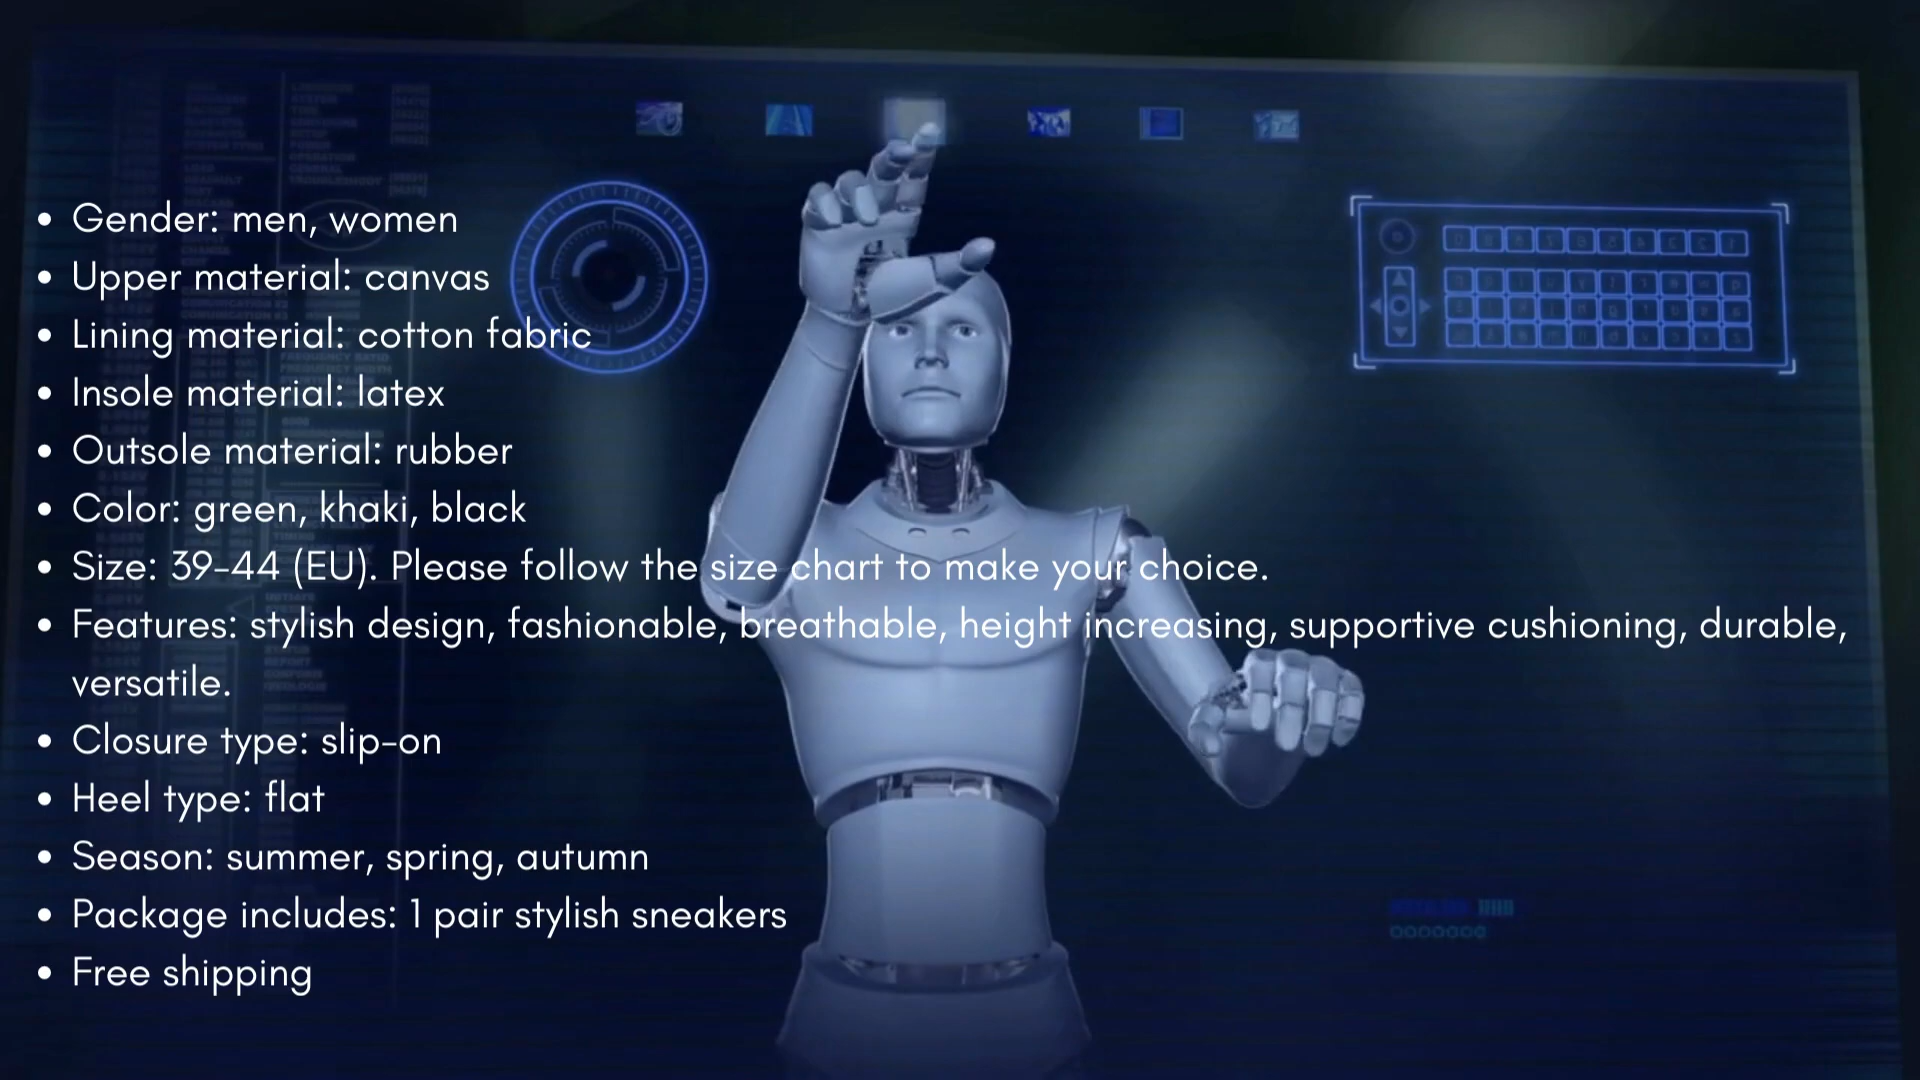 • Gender: men, women
• Upper material: canvas
• Lining material: cotton fabric
• Insole material: latex
• Outsole material: rubber
• Color: green, khaki, black
• Size: 39-44 (EU). Please follow the size chart to make your choice.
• Features: stylish design, fashionable, breathable, height increasing, supportive cushioning, durable,
versatile.
• Closure type: slip-on
• Heel type: flat
• Season: summer, spring, autumn
• Package includes: 1 pair stylish sneakers
• Free shipping